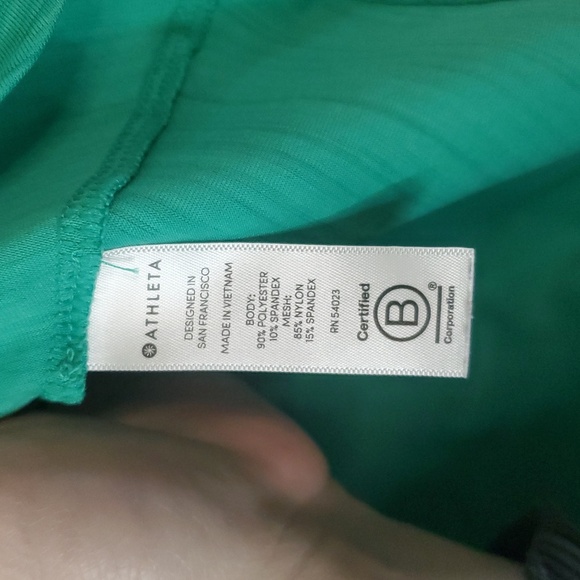 ATHLETA
DESIGNED IN
SAN FRANCISCO
MADE IN VIETNAM
BODY:
90% POLYESTER
10% SPANDEX
MESH:
85% NYLON
15% SPANDEX
RN 54023
Certified
B®
Corporation